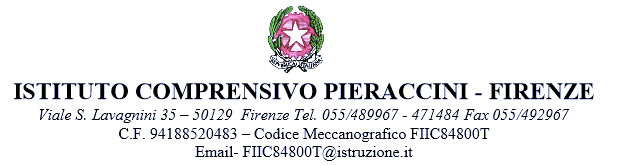 ISTITUTO COMPRENSIVO PIERACCINI - FIRENZE
Viale S. Lavagnini 35 – 50129 Firenze Tel. 055/489967 - 471484 Fax 055/492967
C.F. 94188520483 – Codice Meccanografico FIIC84800T
Email- FIIC84800T@istruzione.it